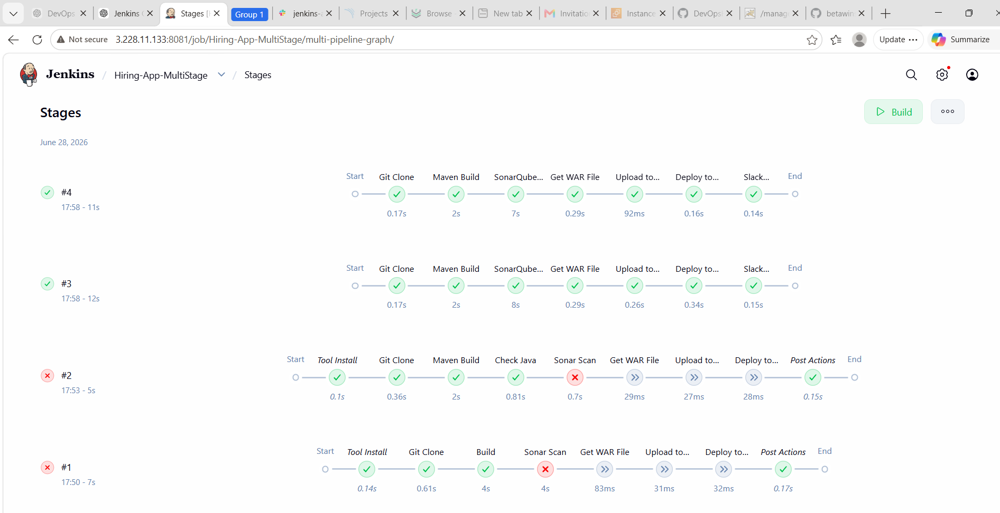 DevOps
Jenkins
Stages [
Group 1
jenkins-a
Projects
Browse
New tab
Invitatio
Instance
DevOps
/manag
betawin
Not secure
3.228.11.133:8081/job/Hiring-App-MultiStage/multi-pipeline-graph/
Update
Summarize
Jenkins / Hiring-App-MultiStage / Stages
Stages
Build
June 28, 2026
Start Git Clone Maven Build SonarQube... Get WAR File Upload to... Deploy to... Slack... End
#4
17:58 - 11s
0.17s 2s 7s 0.29s 92ms 0.16s 0.14s
Start Git Clone Maven Build SonarQube... Get WAR File Upload to... Deploy to... Slack... End
#3
17:58 - 12s
0.17s 2s 8s 0.29s 0.26s 0.34s 0.15s
Start Tool Install Git Clone Maven Build Check Java Sonar Scan Get WAR File Upload to... Deploy to... Post Actions End
#2
17:53 - 5s
0.1s 0.36s 2s 0.81s 0.7s 29ms 27ms 28ms 0.15s
Start Tool Install Git Clone Build Sonar Scan Get WAR File Upload to... Deploy to... Post Actions End
#1
17:50 - 7s
0.14s 0.61s 4s 4s 83ms 31ms 32ms 0.17s